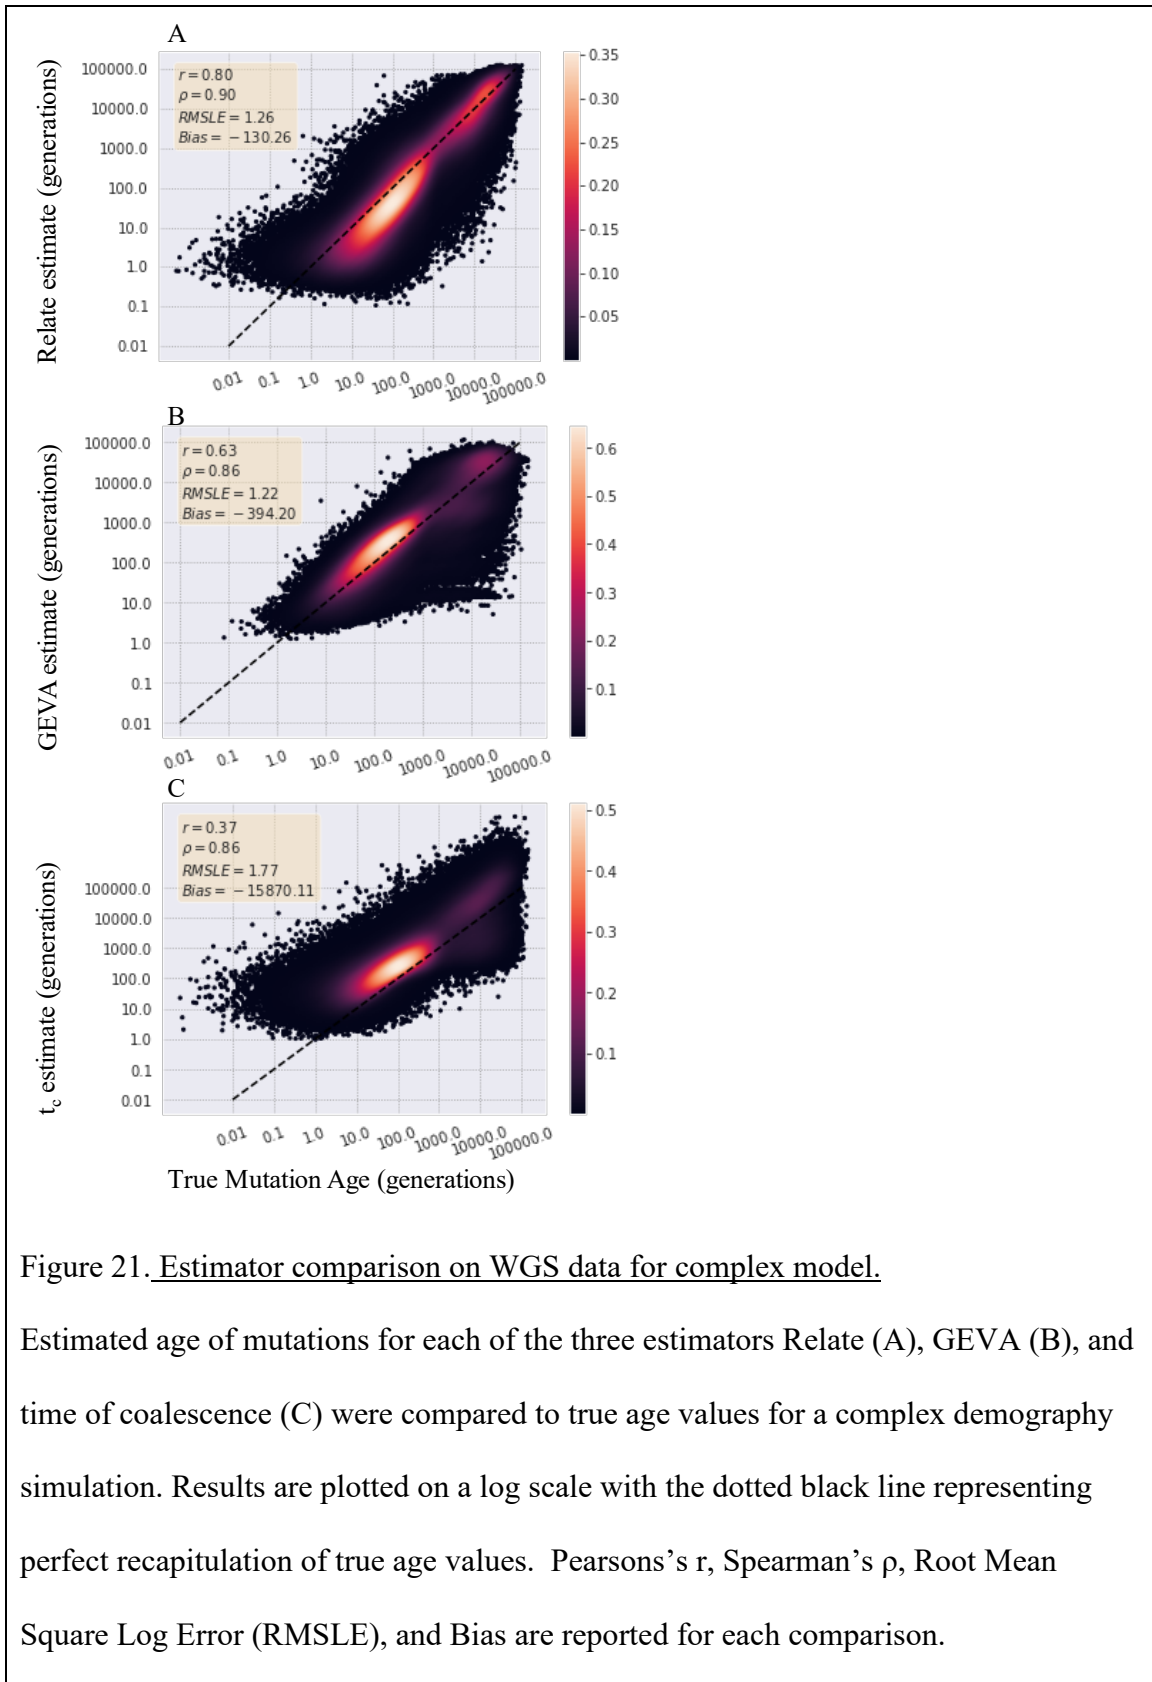 A
Relate estimate (generations)
100000.0
10000.0
1000.0
100.0
10.0
1.0
0.1
0.01
r = 0.80
ρ = 0.90
RMSLE = 1.26
Bias = −130.26
0.35
0.30
0.25
0.20
0.15
0.10
0.05
0.01 0.1 1.0 10.0 100.0 1000.0 10000.0 100000.0
B
GEVA estimate (generations)
100000.0
10000.0
1000.0
100.0
10.0
1.0
0.1
0.01
r = 0.63
ρ = 0.86
RMSLE = 1.22
Bias = −394.20
0.6
0.5
0.4
0.3
0.2
0.1
0.01 0.1 1.0 10.0 100.0 1000.0 10000.0 100000.0
C
t_c estimate (generations)
100000.0
10000.0
1000.0
100.0
10.0
1.0
0.1
0.01
r = 0.37
ρ = 0.86
RMSLE = 1.77
Bias = −15870.11
0.5
0.4
0.3
0.2
0.1
0.01 0.1 1.0 10.0 100.0 1000.0 10000.0 100000.0
True Mutation Age (generations)
Figure 21. Estimator comparison on WGS data for complex model.
Estimated age of mutations for each of the three estimators Relate (A), GEVA (B), and
time of coalescence (C) were compared to true age values for a complex demography
simulation. Results are plotted on a log scale with the dotted black line representing
perfect recapitulation of true age values.  Pearsons’s r, Spearman’s ρ, Root Mean
Square Log Error (RMSLE), and Bias are reported for each comparison.